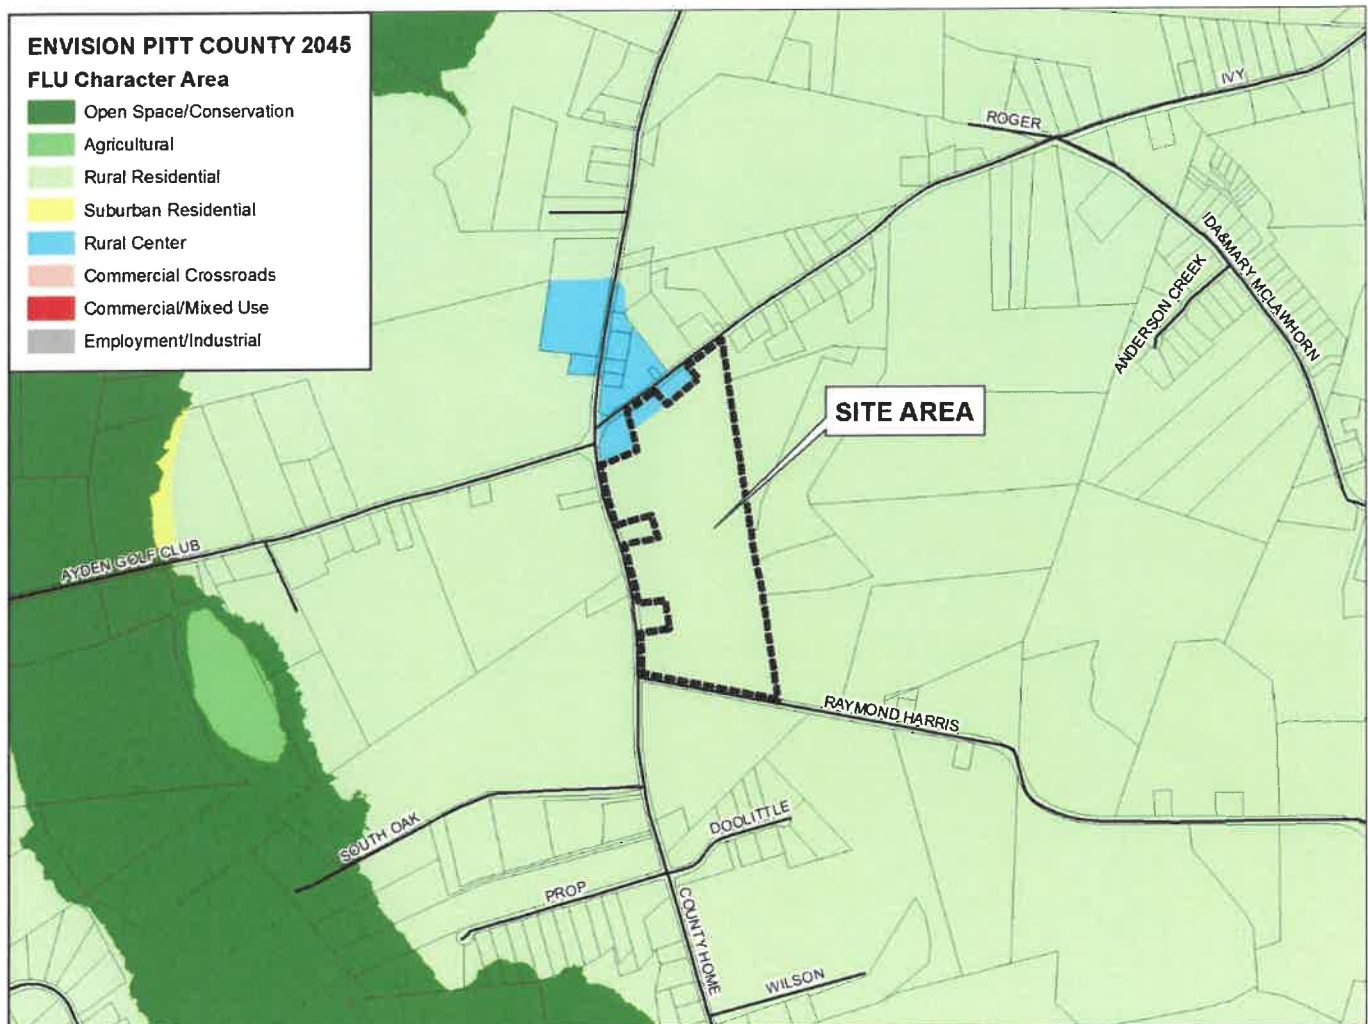 ENVISION PITT COUNTY 2045
FLU Character Area
Open Space/Conservation
Agricultural
Rural Residential
Suburban Residential
Rural Center
Commercial Crossroads
Commercial/Mixed Use
Employment/Industrial
IVY
ROGER
IDA&MARY MCLAWHORN
ANDERSON CREEK
SITE AREA
AYDEN GOLF CLUB
RAYMOND HARRIS
SOUTH OAK
DOOLITTLE
PROP
COUNTY HOME
WILSON